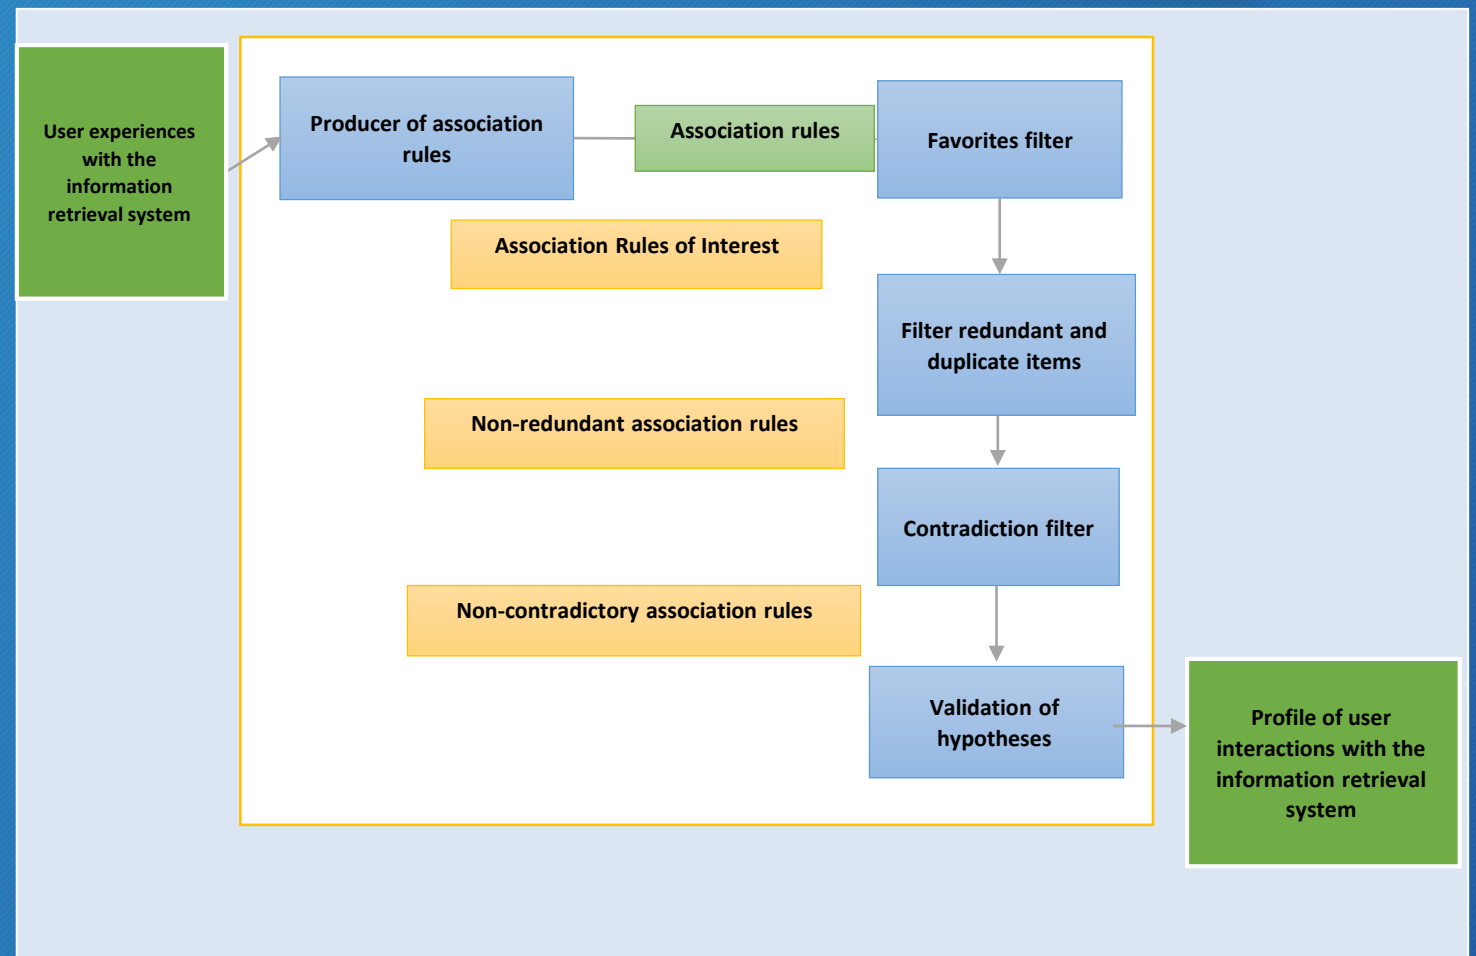 User experiences
with the
information
retrieval system
Producer of association
rules
Association rules
Favorites filter
Association Rules of Interest
Filter redundant and
duplicate items
Non-redundant association rules
Contradiction filter
Non-contradictory association rules
Validation of
hypotheses
Profile of user
interactions with the
information retrieval
system